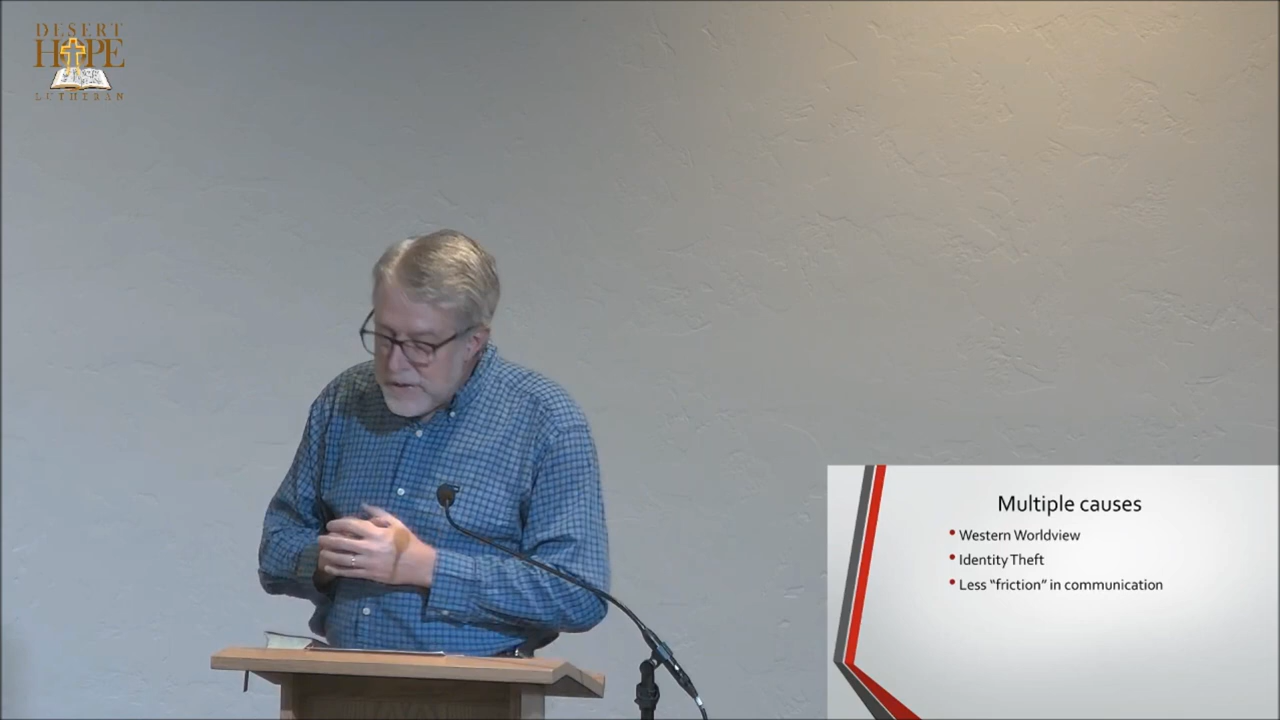 DESERT
HOPE
LUTHERAN
Multiple causes
• Western Worldview
• Identity Theft
• Less “friction” in communication